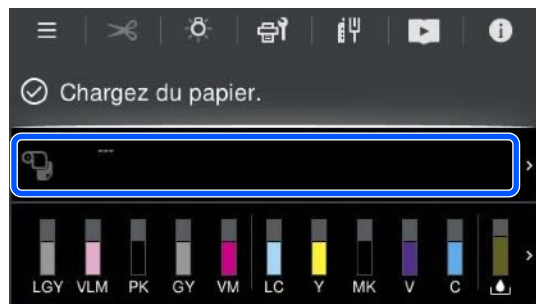 Chargez du papier.
---
LGY VLM PK GY VM LC Y MK V C